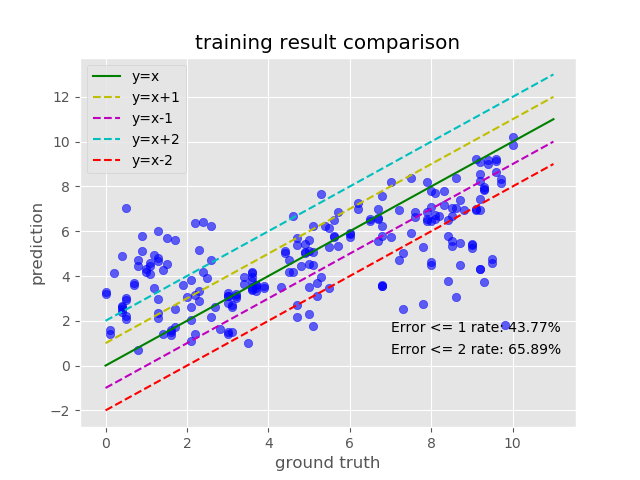 training result comparison
y=x
y=x+1
y=x-1
y=x+2
y=x-2
12
10
8
6
4
2
0
−2
prediction
Error <= 1 rate: 43.77%
Error <= 2 rate: 65.89%
0 2 4 6 8 10
ground truth